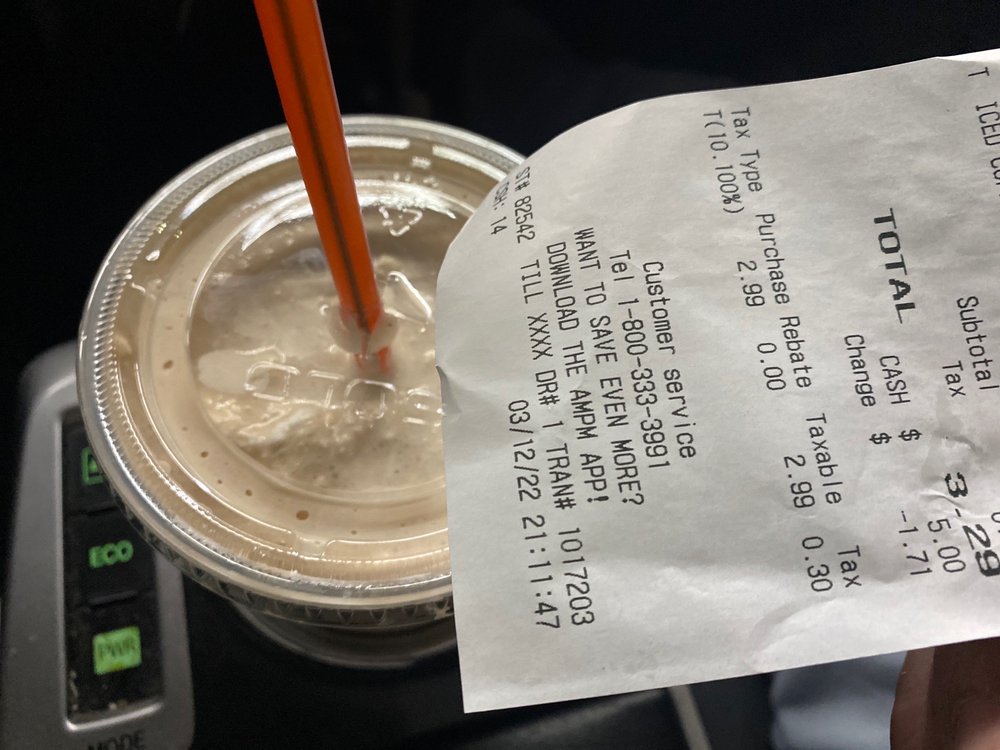 T ICED
Subtotal
Tax
TOTAL 3.29
CASH $ 5.00
Change $ -1.71
Tax Type Purchase Rebate Taxable Tax
T(10.100%) 2.99 0.00 2.99 0.30
Customer service
Tel 1-800-333-3991
WANT TO SAVE EVEN MORE?
DOWNLOAD THE AMPM APP!
ST# 82542 TILL XXXX DR# 1 TRAN# 1017203
CSH: 14 03/12/22 21:11:47
ECO
PWR
MODE